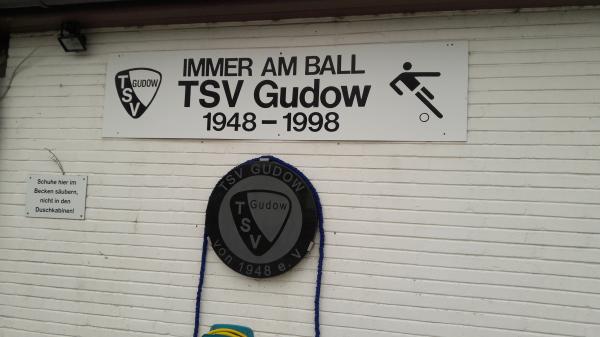 IMMER AM BALL
TSV Gudow
1948-1998
TSV
GUDOW
Schuhe hier im
Becken säubern,
nicht in den
Duschkabinen!
TSV GUDOW
TSV
Gudow
von 1948 e.V.